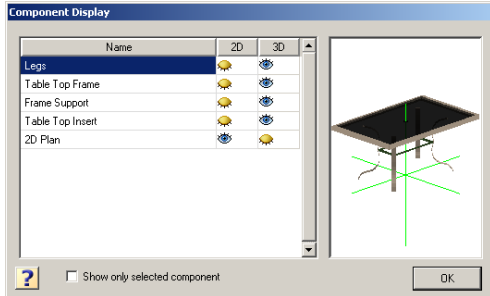 Component Display
Name 2D 3D
Legs
Table Top Frame
Frame Support
Table Top Insert
2D Plan
? Show only selected component OK